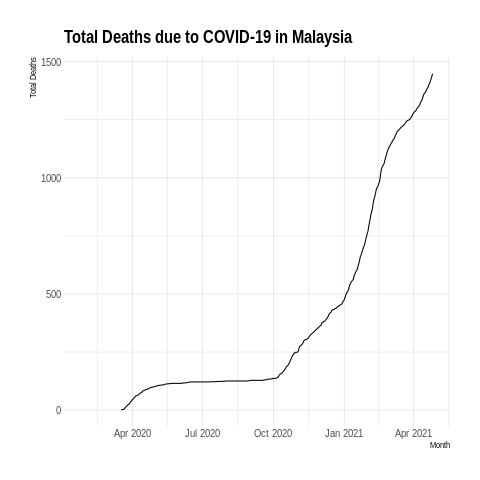 Total Deaths due to COVID-19 in Malaysia
Total Deaths
1500
1000
500
0
Apr 2020 Jul 2020 Oct 2020 Jan 2021 Apr 2021
Month